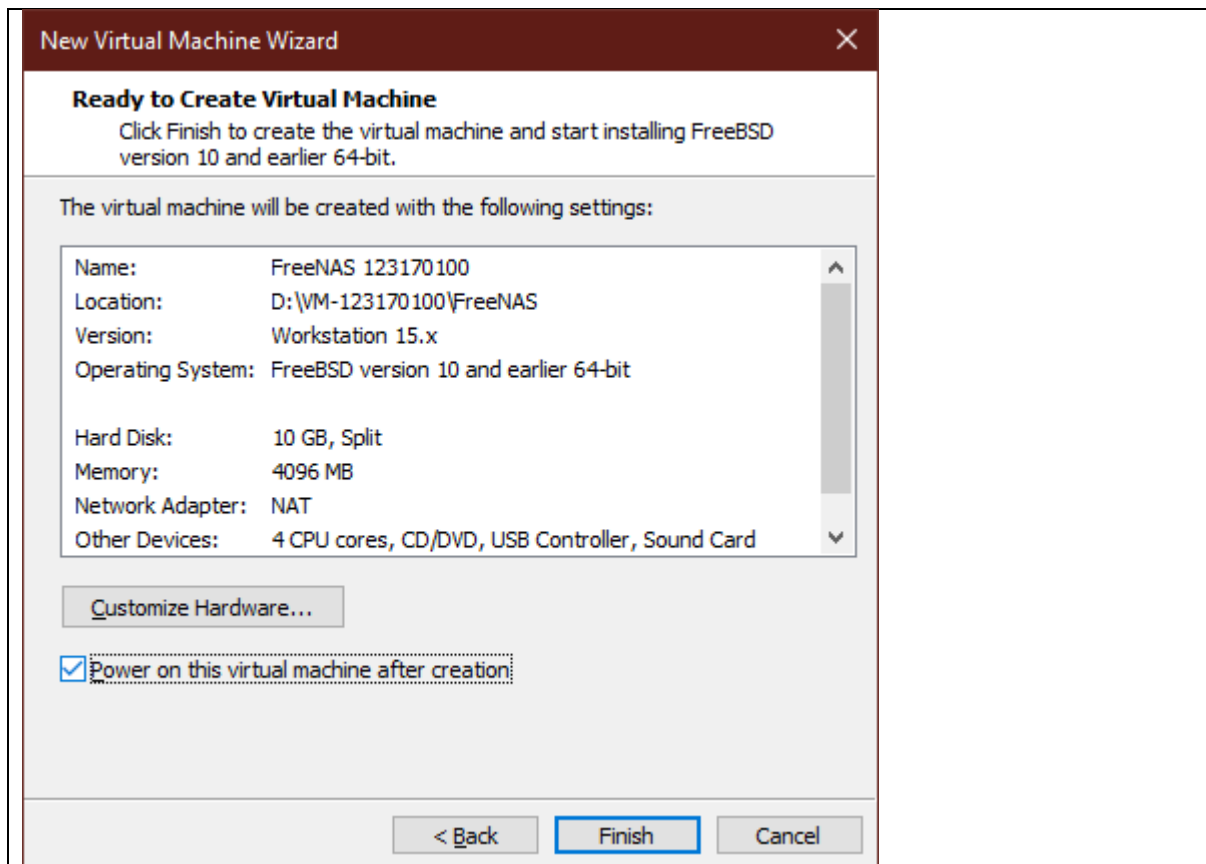 New Virtual Machine Wizard
Ready to Create Virtual Machine
Click Finish to create the virtual machine and start installing FreeBSD
version 10 and earlier 64-bit.
The virtual machine will be created with the following settings:
Name: FreeNAS 123170100
Location: D:\VM-123170100\FreeNAS
Version: Workstation 15.x
Operating System: FreeBSD version 10 and earlier 64-bit
Hard Disk: 10 GB, Split
Memory: 4096 MB
Network Adapter: NAT
Other Devices: 4 CPU cores, CD/DVD, USB Controller, Sound Card
Customize Hardware...
Power on this virtual machine after creation
< Back Finish Cancel